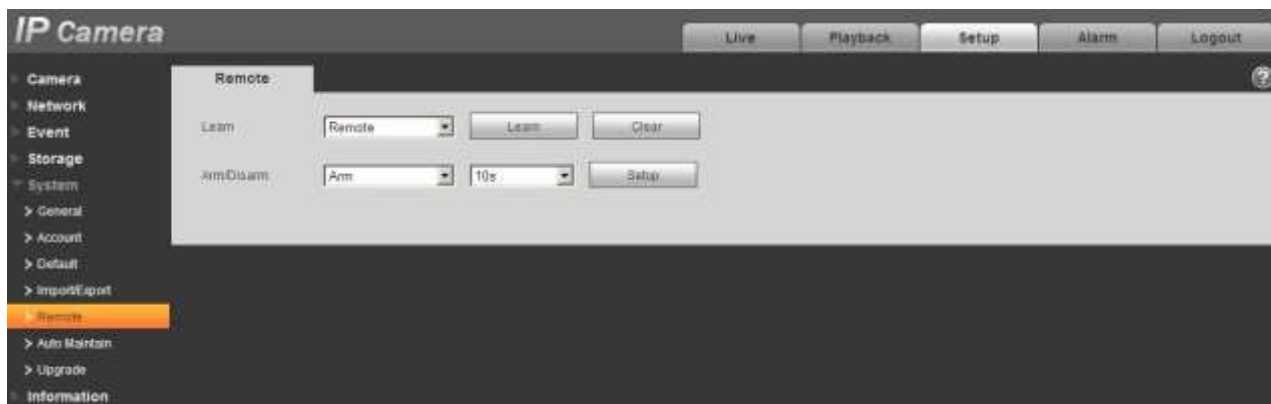 IP Camera
Live Playback Setup Alarm Logout
Camera
Network
Event
Storage
System
> General
> Account
> Default
> Import/Export
> Remote
> Auto Maintain
> Upgrade
Information
Remote
?
Learn Remote Learn Clear
Arm/Disarm Arm 10s Setup